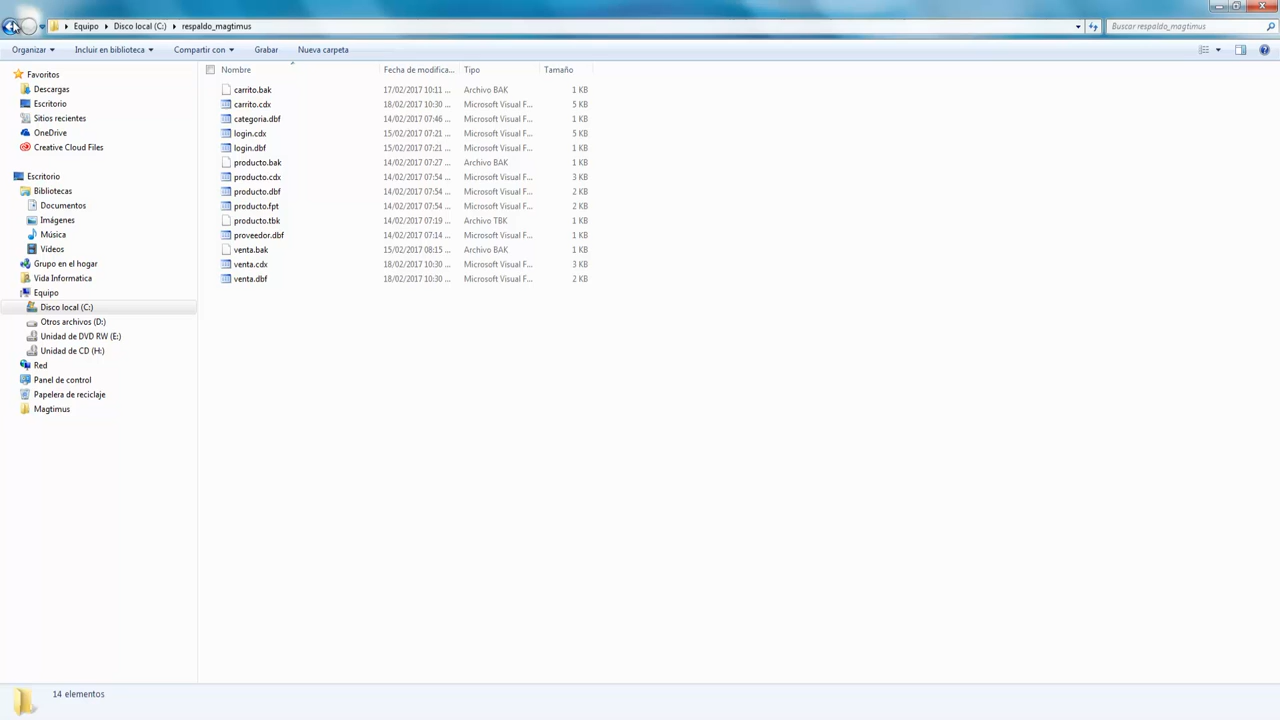 Equipo ▸ Disco local (C:) ▸ respaldo_magtimus
Buscar respaldo_magtimus
Organizar Incluir en biblioteca Compartir con Grabar Nueva carpeta
Nombre Fecha de modifica... Tipo Tamaño
Favoritos
Descargas
Escritorio
Sitios recientes
OneDrive
Creative Cloud Files
Escritorio
Bibliotecas
Documentos
Imágenes
Música
Vídeos
Grupo en el hogar
Vida Informatica
Equipo
Disco local (C:)
Otros archivos (D:)
Unidad de DVD RW (E:)
Unidad de CD (H:)
Red
Panel de control
Papelera de reciclaje
Magtimus
carrito.bak 17/02/2017 10:11 ... Archivo BAK 1 KB
carrito.cdx 18/02/2017 10:30 ... Microsoft Visual F... 5 KB
categoria.dbf 14/02/2017 07:46 ... Microsoft Visual F... 1 KB
login.cdx 15/02/2017 07:21 ... Microsoft Visual F... 5 KB
login.dbf 15/02/2017 07:21 ... Microsoft Visual F... 1 KB
producto.bak 14/02/2017 07:27 ... Archivo BAK 1 KB
producto.cdx 14/02/2017 07:54 ... Microsoft Visual F... 3 KB
producto.dbf 14/02/2017 07:54 ... Microsoft Visual F... 2 KB
producto.fpt 14/02/2017 07:54 ... Microsoft Visual F... 2 KB
producto.tbk 14/02/2017 07:19 ... Archivo TBK 1 KB
proveedor.dbf 14/02/2017 07:14 ... Microsoft Visual F... 1 KB
venta.bak 15/02/2017 08:15 ... Archivo BAK 1 KB
venta.cdx 18/02/2017 10:30 ... Microsoft Visual F... 3 KB
venta.dbf 18/02/2017 10:30 ... Microsoft Visual F... 2 KB
14 elementos